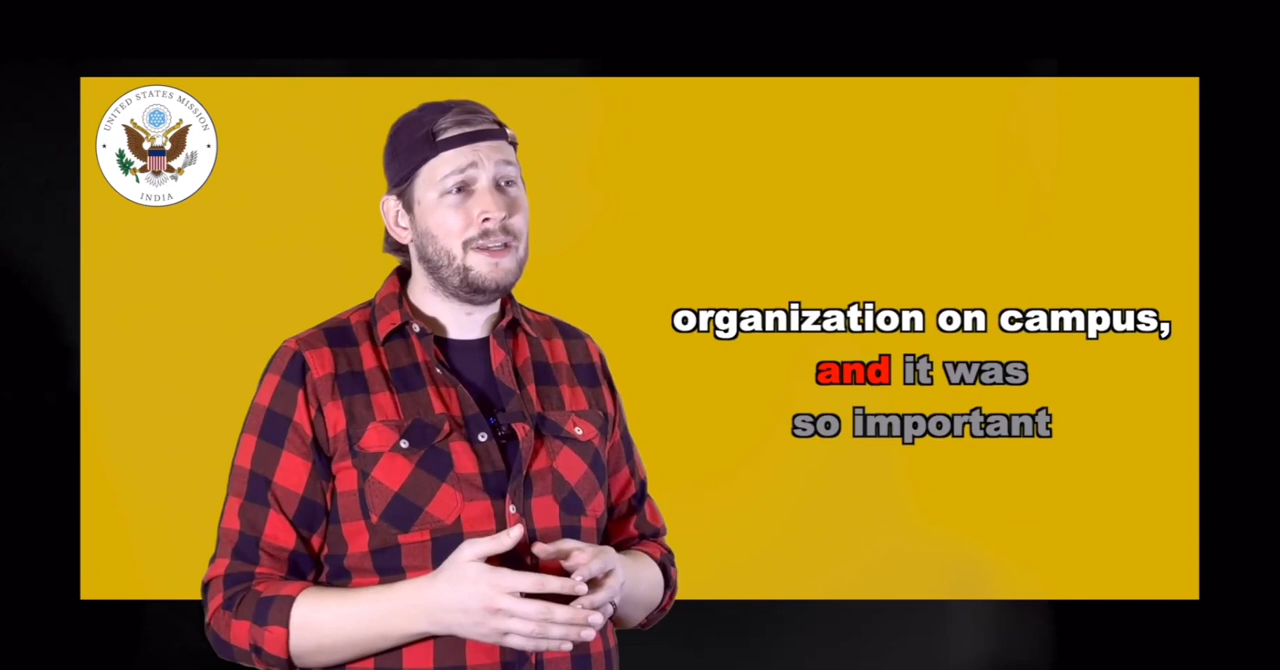 UNITED STATES MISSION
INDIA
organization on campus,
and it was
so important